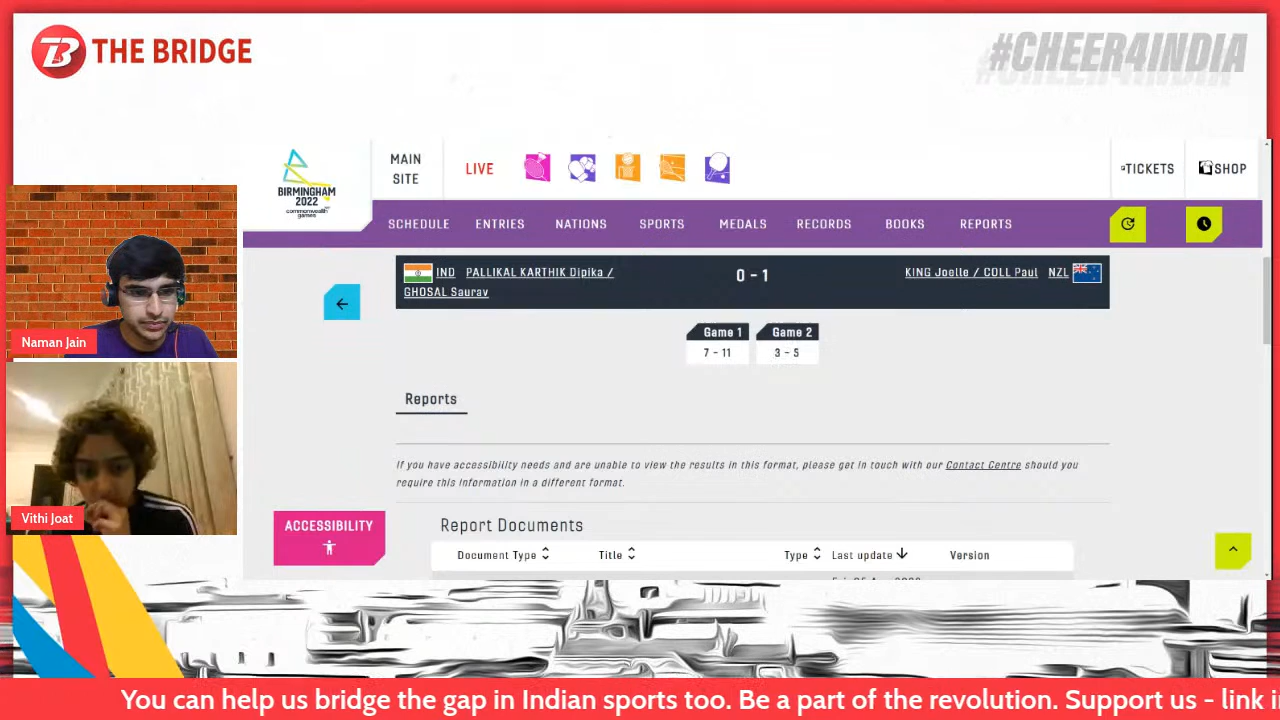 THE BRIDGE
#CHEER4INDIA
BIRMINGHAM
2022
commonwealth
games
MAIN
SITE
LIVE
TICKETS
SHOP
SCHEDULE
ENTRIES
NATIONS
SPORTS
MEDALS
RECORDS
BOOKS
REPORTS
IND PALLIKAL KARTHIK Dipika /
GHOSAL Saurav
0 - 1
KING Joelle / COLL Paul NZL
Game 1 Game 2
7 - 11 3 - 5
Reports
If you have accessibility needs and are unable to view the results in this format, please get in touch with our Contact Centre should you
require this information in a different format.
ACCESSIBILITY
Report Documents
Document Type Title Type Last update Version
Naman Jain
Vithi Joat
You can help us bridge the gap in Indian sports too. Be a part of the revolution. Support us - link i